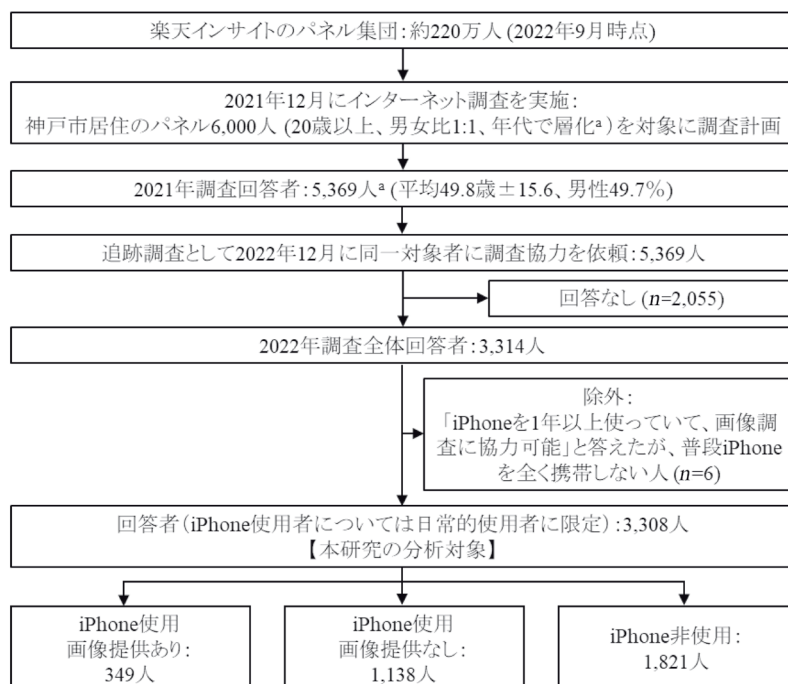 楽天インサイトのパネル集団：約220万人 (2022年9月時点)
2021年12月にインターネット調査を実施：
神戸市居住のパネル6,000人 (20歳以上、男女比1:1、年代で層化ᵃ）を対象に調査計画
2021年調査回答者：5,369人ᵃ (平均49.8歳±15.6、男性49.7%)
追跡調査として2022年12月に同一対象者に調査協力を依頼：5,369人
回答なし (n=2,055)
2022年調査全体回答者：3,314人
除外：
「iPhoneを1年以上使っていて、画像調
査に協力可能」と答えたが、普段iPhone
を全く携帯しない人 (n=6)
回答者（iPhone使用者については日常的使用者に限定）：3,308人
【本研究の分析対象】
iPhone使用
画像提供あり：
349人
iPhone使用
画像提供なし：
1,138人
iPhone非使用：
1,821人